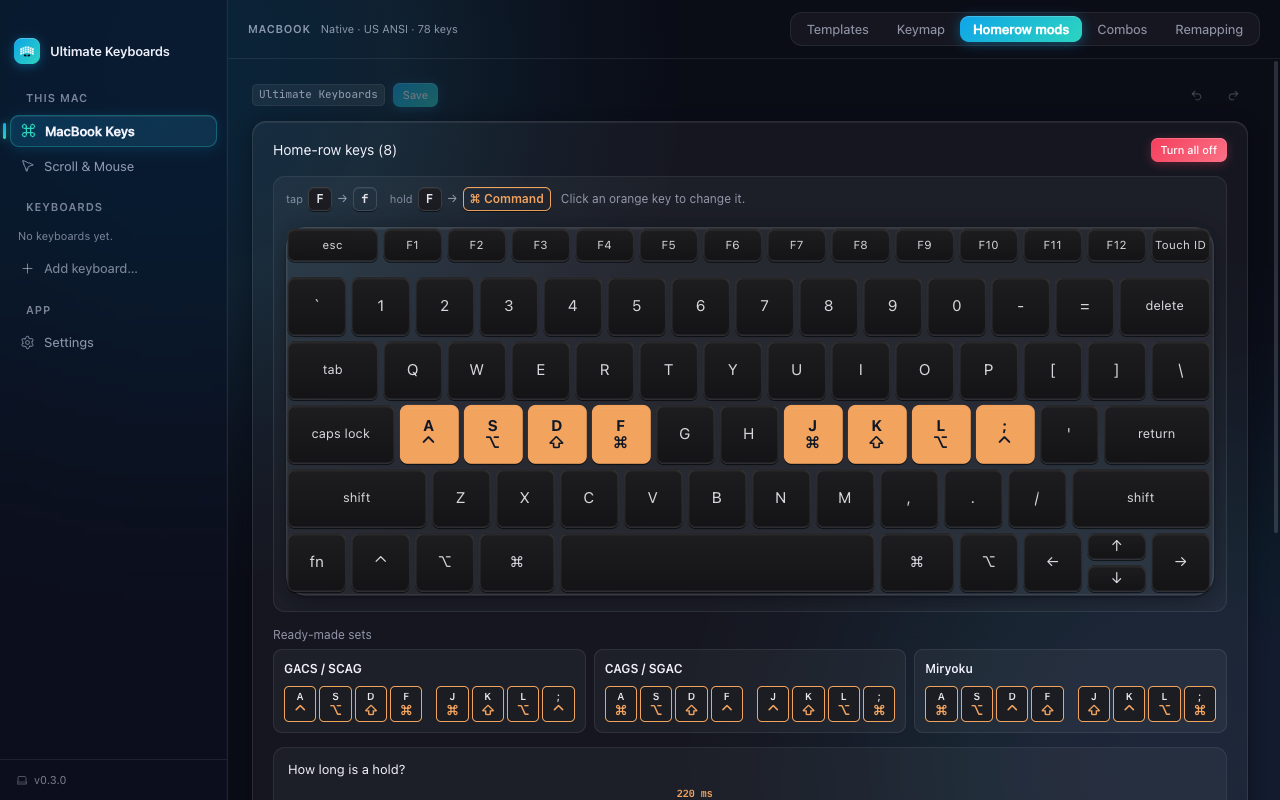 MACBOOK Native · US ANSI · 78 keys
Templates Keymap Homerow mods Combos Remapping
Ultimate Keyboards
THIS MAC
⌘ MacBook Keys
Scroll & Mouse
KEYBOARDS
No keyboards yet.
+ Add keyboard...
APP
Settings
v0.3.0
Ultimate Keyboards Save
Home-row keys (8) Turn all off
tap F → f hold F → ⌘ Command Click an orange key to change it.
esc F1 F2 F3 F4 F5 F6 F7 F8 F9 F10 F11 F12 Touch ID
` 1 2 3 4 5 6 7 8 9 0 - = delete
tab Q W E R T Y U I O P [ ] \
caps lock A S D F G H J K L ; ' return
⌃ ⌥ ⇧ ⌘ ⌘ ⇧ ⌥ ⌃
shift Z X C V B N M , . / shift
fn ⌃ ⌥ ⌘ ⌘ ⌥ ← ↑ ↓ →
Ready-made sets
GACS / SCAG
A S D F J K L ;
⌃ ⌥ ⇧ ⌘ ⌘ ⇧ ⌥ ⌃
CAGS / SGAC
A S D F J K L ;
⌘ ⌥ ⇧ ⌃ ⌃ ⇧ ⌥ ⌘
Miryoku
A S D F J K L ;
⌘ ⌥ ⌃ ⇧ ⇧ ⌃ ⌥ ⌘
How long is a hold?
220 ms